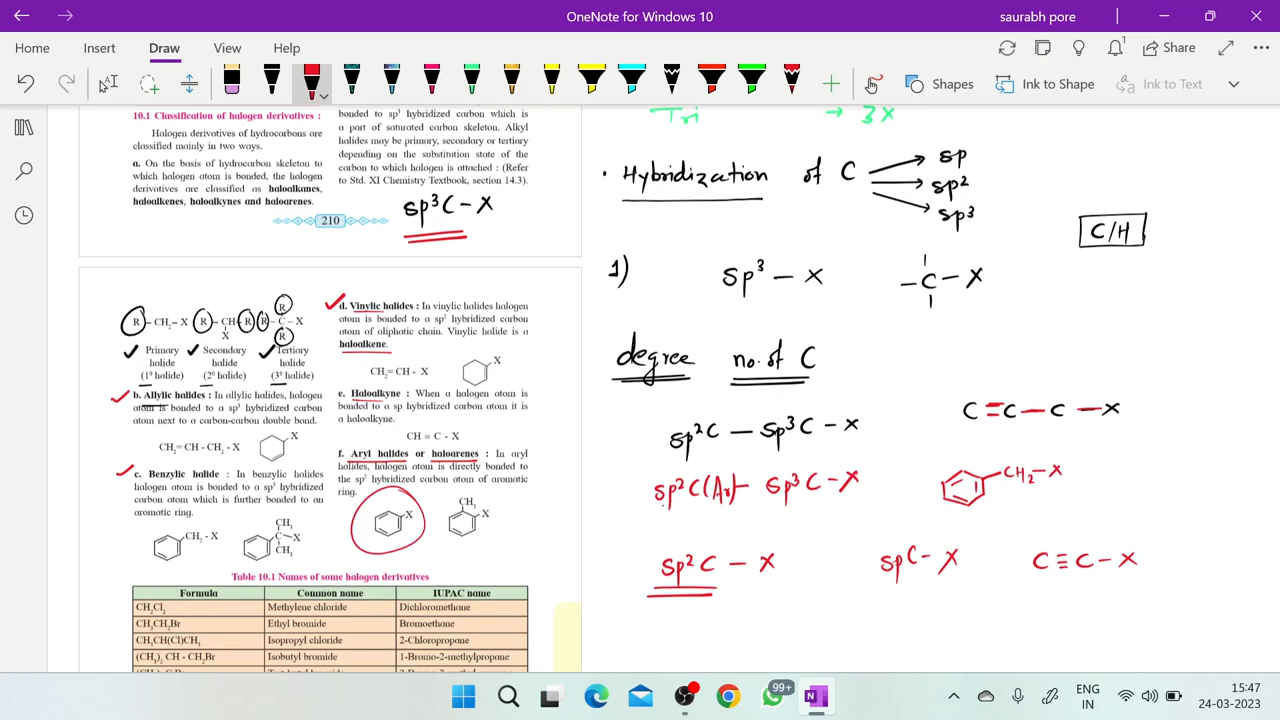 OneNote for Windows 10
saurabh pore
Home Insert Draw View Help
Share
Shapes
Ink to Shape
Ink to Text
10.1 Classification of halogen derivatives :
Halogen derivatives of hydrocarbons are
classified mainly in two ways.
a. On the basis of hydrocarbon skeleton to
which halogen atom is bonded, the halogen
derivatives are classified as haloalkanes,
haloalkenes, haloalkynes and haloarenes.
bonded to sp³ hybridized carbon which is
a part of saturated carbon skeleton. Alkyl
halides may be primary, secondary or tertiary
depending on the substitution state of the
carbon to which halogen is attached : (Refer
to Std. XI Chemistry Textbook, section 14.3).
sp³C - X
210
R - CH₂ - X
R - CH - R
X
R
R - C - X
R
Primary
halide
(1⁰ halide)
Secondary
halide
(2⁰ halide)
Tertiary
halide
(3⁰ halide)
b. Allylic halides : In allylic halides, halogen
atom is bonded to a sp³ hybridized carbon
atom next to a carbon-carbon double bond.
CH₂= CH - CH₂ - X
X
c. Benzylic halide : In benzylic halides
halogen atom is bonded to a sp³ hybridized
carbon atom which is further bonded to an
aromatic ring.
CH₂ - X
CH₃
C - X
CH₃
d. Vinylic halides : In vinylic halides halogen
atom is bonded to a sp² hybridized carbon
atom of aliphatic chain. Vinylic halide is a
haloalkene.
CH₂= CH - X
X
e. Haloalkyne : When a halogen atom is
bonded to a sp hybridized carbon atom it is
a haloalkyne.
CH ≡ C - X
f. Aryl halides or haloarenes : In aryl
halides, halogen atom is directly bonded to
the sp² hybridized carbon atom of aromatic
ring.
X
CH₃
X
Table 10.1 Names of some halogen derivatives
Formula Common name IUPAC name
CH₂Cl₂ Methylene chloride Dichloromethane
CH₃CH₂Br Ethyl bromide Bromoethane
CH₃CH(Cl)CH₃ Isopropyl chloride 2-Chloropropane
(CH₃)₂ CH - CH₂Br Isobutyl bromide 1-Bromo-2-methylpropane
Tri → 3X
· Hybridization of C
sp
sp²
sp³
C/H
1) Sp³ - X
- C - X
degree no. of C
sp²C - sp³C - X
C = C - C - X
sp²C(Ar) - sp³C - X
CH₂-X
sp²C - X
spC - X
C ≡ C - X
99+
ENG
IN
15:47
24-03-2023